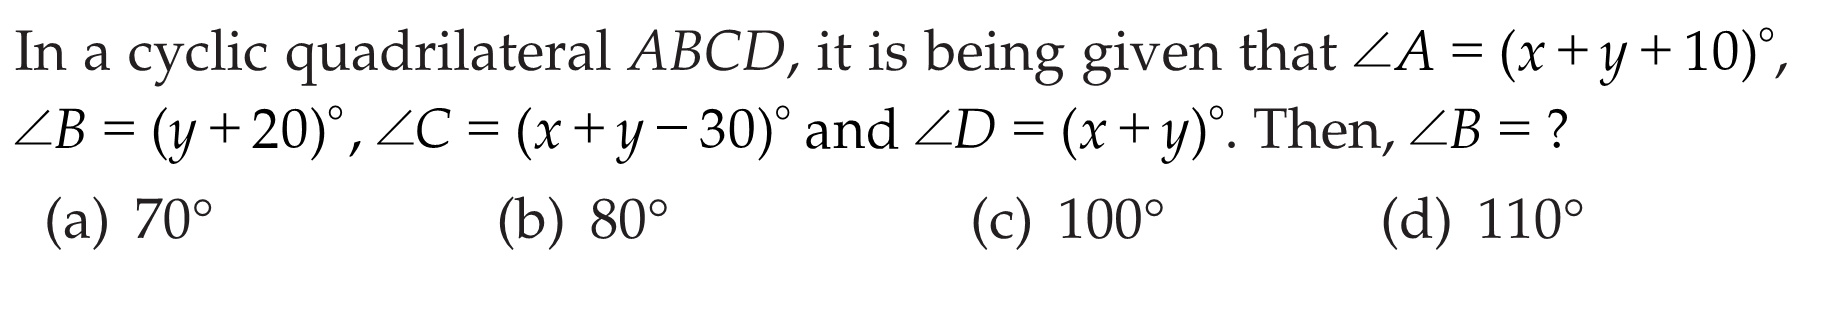 In a cyclic quadrilateral ABCD, it is being given that ∠A = (x + y + 10)°,
∠B = (y + 20)°, ∠C = (x + y − 30)° and ∠D = (x + y)°. Then, ∠B = ?
(a) 70° (b) 80° (c) 100° (d) 110°